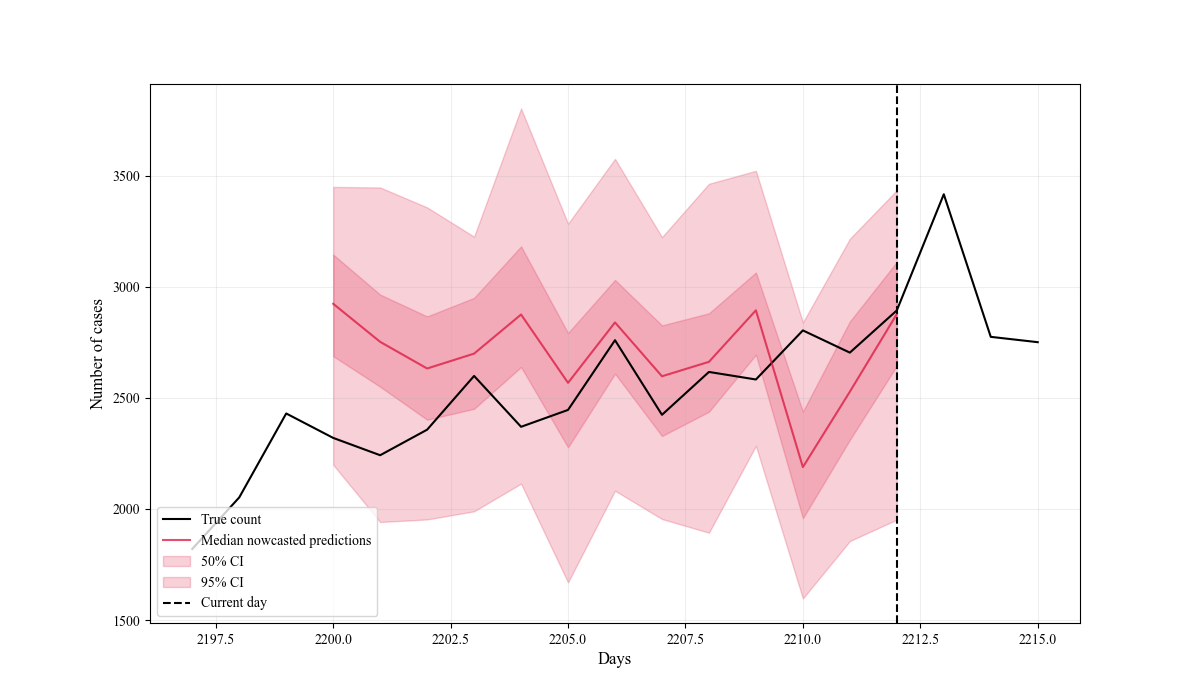 3500
3000
2500
2000
1500
Number of cases
True count
Median nowcasted predictions
50% CI
95% CI
Current day
2197.5 2200.0 2202.5 2205.0 2207.5 2210.0 2212.5 2215.0
Days